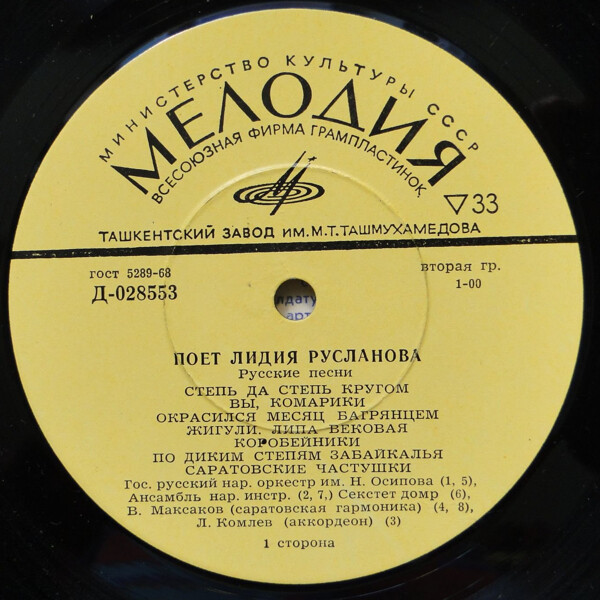 МИНИСТЕРСТВО КУЛЬТУРЫ СССР
МЕЛОДИЯ
ВСЕСОЮЗНАЯ ФИРМА ГРАМПЛАСТИНОК
▽33
ТАШКЕНТСКИЙ ЗАВОД ИМ.М.Т.ТАШМУХАМЕДОВА
гост 5289-68
вторая гр.
Д-028553
1-00
ПОЕТ ЛИДИЯ РУСЛАНОВА
Русские песни
СТЕПЬ ДА СТЕПЬ КРУГОМ
ВЫ, КОМАРИКИ
ОКРАСИЛСЯ МЕСЯЦ БАГРЯНЦЕМ
ЖИГУЛИ. ЛИПА ВЕКОВАЯ
КОРОБЕЙНИКИ
ПО ДИКИМ СТЕПЯМ ЗАБАЙКАЛЬЯ
САРАТОВСКИЕ ЧАСТУШКИ
Гос. русский нар. оркестр им. Н. Осипова (1, 5),
Ансамбль нар. инстр. (2, 7,) Секстет домр (6),
В. Максаков (саратовская гармоника) (4, 8),
Л. Комлев (аккордеон) (3)
1 сторона